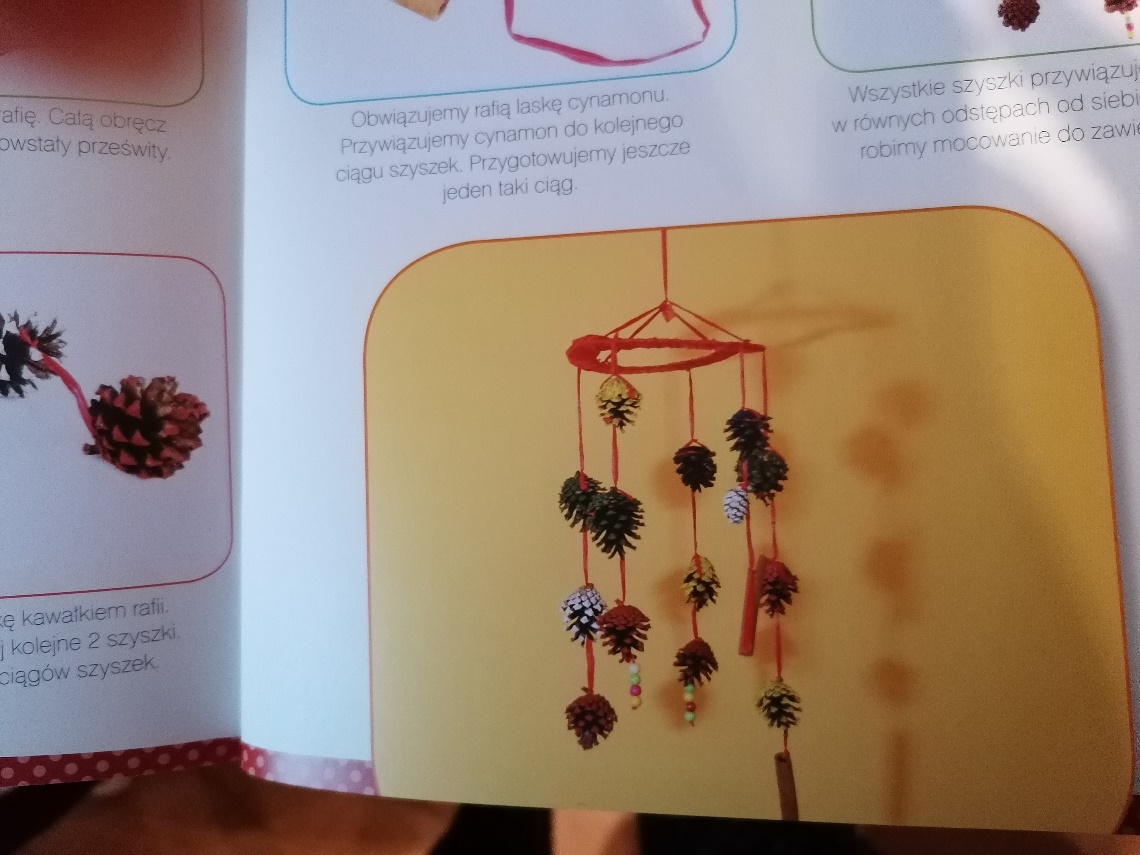 rafię. Całą obręcz
owstały prześwity.
Obwiązujemy rafią laskę cynamonu.
Przywiązujemy cynamon do kolejnego
ciągu szyszek. Przygotowujemy jeszcze
jeden taki ciąg.
Wszystkie szyszki przywiązuj
w równych odstępach od siebi
robimy mocowanie do zawie
kę kawałkiem rafii.
j kolejne 2 szyszki.
ciągów szyszek.